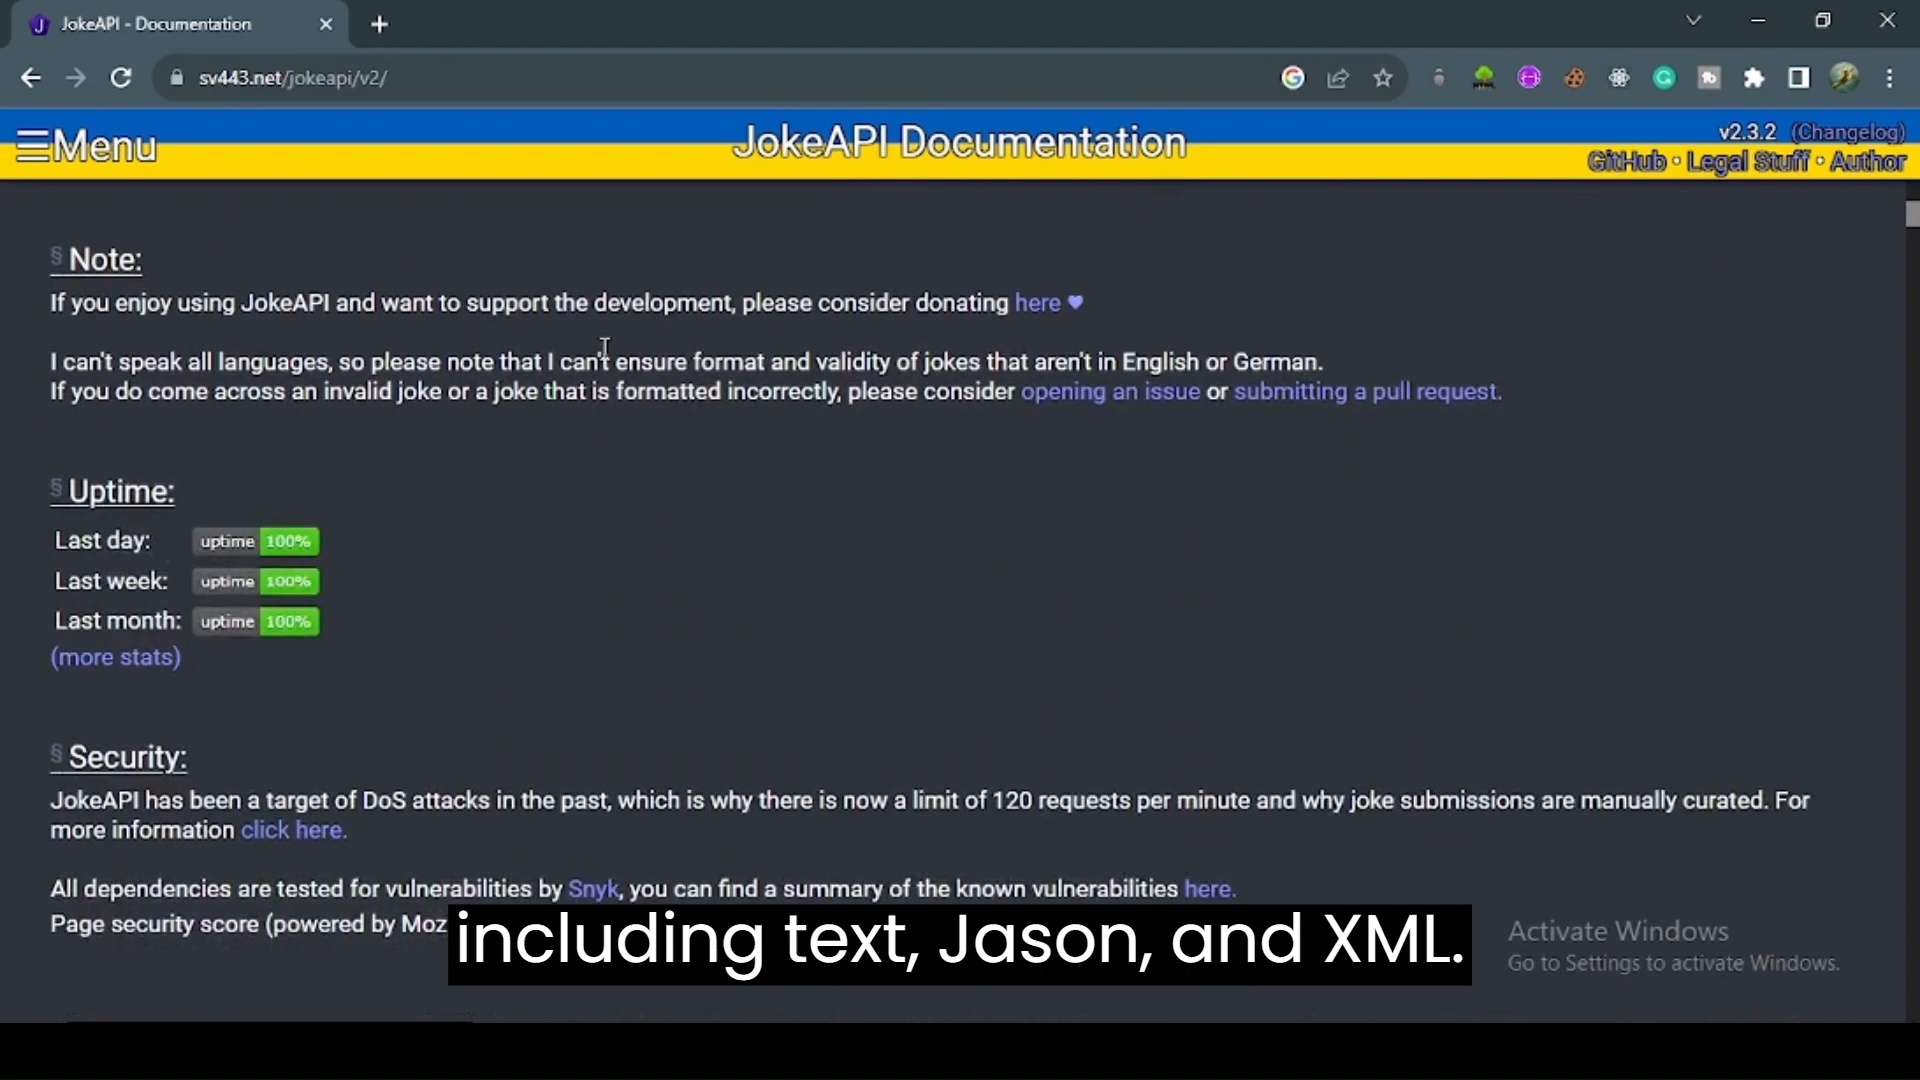 JokeAPI - Documentation
sv443.net/jokeapi/v2/
Menu
JokeAPI Documentation
v2.3.2 (Changelog)
GitHub • Legal Stuff • Author
§ Note:
If you enjoy using JokeAPI and want to support the development, please consider donating here ♥
I can't speak all languages, so please note that I can't ensure format and validity of jokes that aren't in English or German.
If you do come across an invalid joke or a joke that is formatted incorrectly, please consider opening an issue or submitting a pull request.
§ Uptime:
Last day: uptime 100%
Last week: uptime 100%
Last month: uptime 100%
(more stats)
§ Security:
JokeAPI has been a target of DoS attacks in the past, which is why there is now a limit of 120 requests per minute and why joke submissions are manually curated. For
more information click here.
All dependencies are tested for vulnerabilities by Snyk, you can find a summary of the known vulnerabilities here.
Page security score (powered by Moz
including text, Jason, and XML.
Activate Windows
Go to Settings to activate Windows.